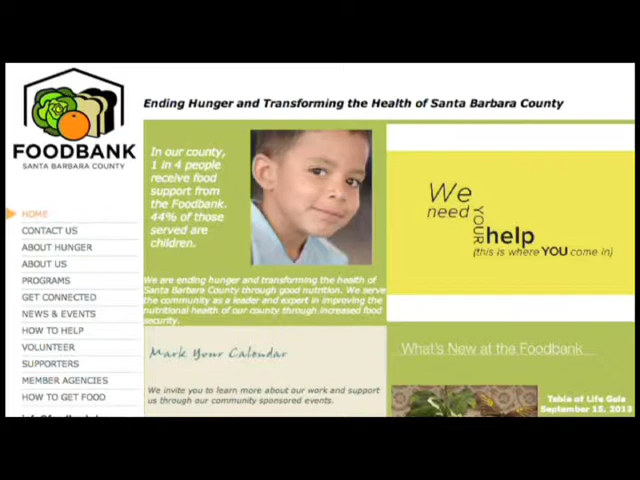 Ending Hunger and Transforming the Health of Santa Barbara County
FOODBANK
SANTA BARBARA COUNTY
HOME
CONTACT US
ABOUT HUNGER
ABOUT US
PROGRAMS
GET CONNECTED
NEWS & EVENTS
HOW TO HELP
VOLUNTEER
SUPPORTERS
MEMBER AGENCIES
HOW TO GET FOOD
In our county,
1 in 4 people
receive food
support from
the Foodbank.
44% of those
served are
children.
We are ending hunger and transforming the health of
Santa Barbara County through good nutrition. We serve
the community as a leader and expert in improving the
nutritional health of our county through increased food
security.
We
need YOUR
help
(this is where YOU come in)
Mark Your Calendar
We invite you to learn more about our work and support
us through our community sponsored events.
What's New at the Foodbank
Table of Life Gala
September 15, 2013